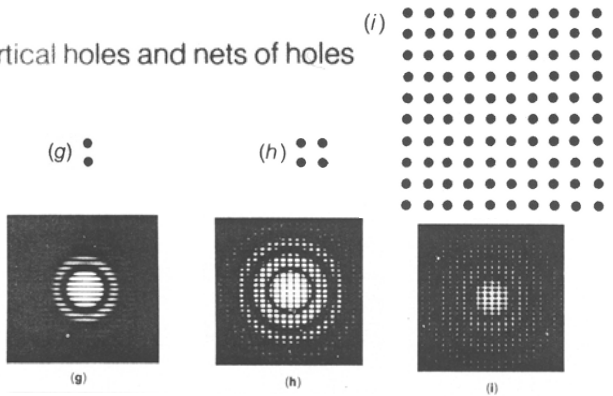 (i)
rtical holes and nets of holes
(g) (h)
(g) (h) (i)